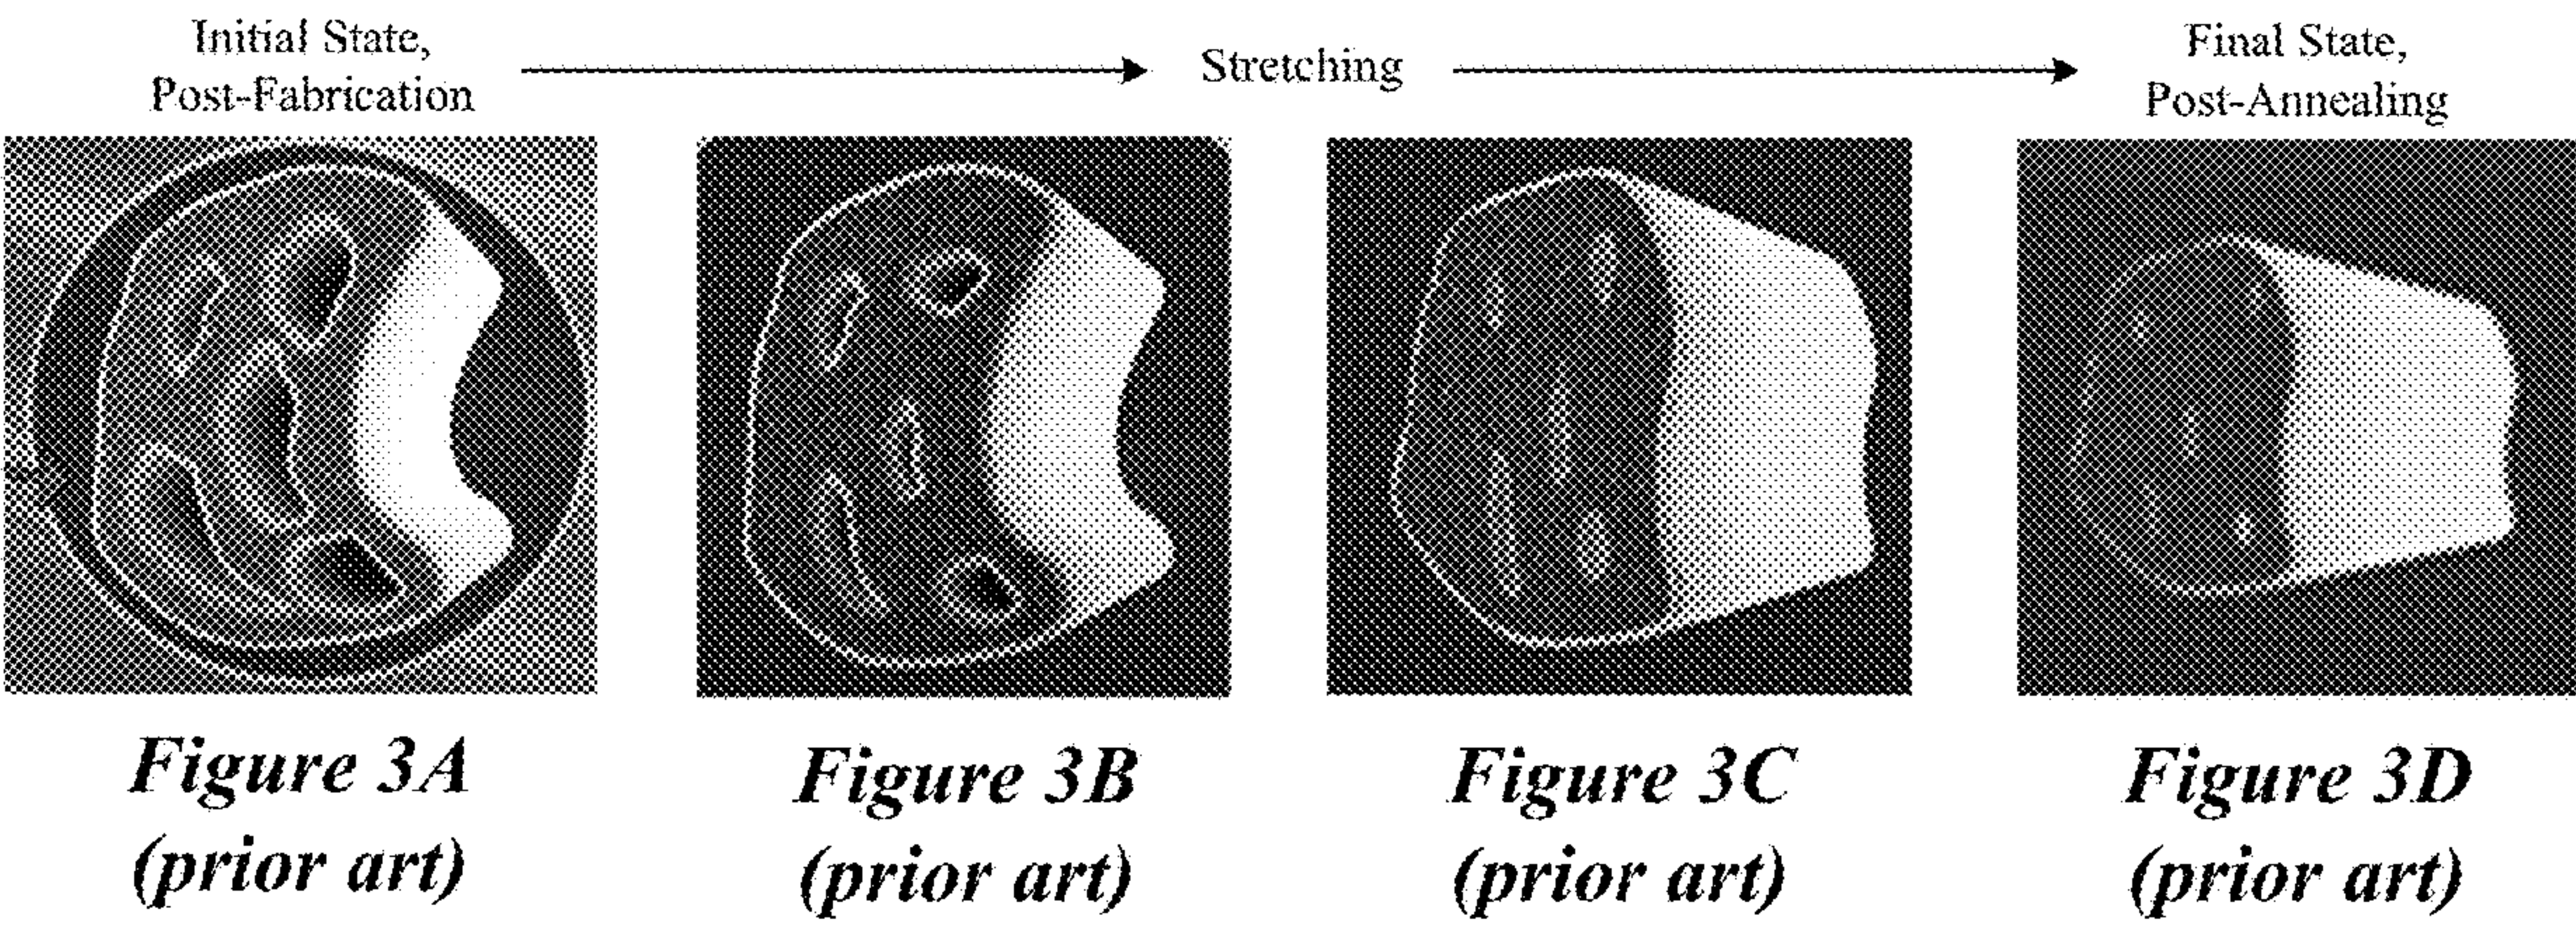 Initial State,
Post-Fabrication
Stretching
Final State,
Post-Annealing
Figure 3A
(prior art)
Figure 3B
(prior art)
Figure 3C
(prior art)
Figure 3D
(prior art)